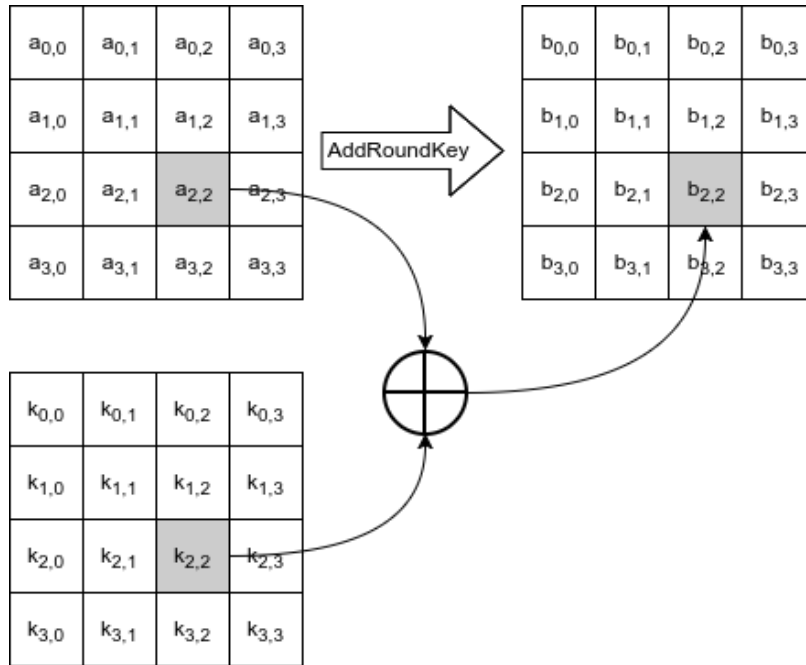 a0,0 a0,1 a0,2 a0,3
b0,0 b0,1 b0,2 b0,3
a1,0 a1,1 a1,2 a1,3
b1,0 b1,1 b1,2 b1,3
AddRoundKey
a2,0 a2,1 a2,2 a2,3
b2,0 b2,1 b2,2 b2,3
a3,0 a3,1 a3,2 a3,3
b3,0 b3,1 b3,2 b3,3
k0,0 k0,1 k0,2 k0,3
k1,0 k1,1 k1,2 k1,3
k2,0 k2,1 k2,2 k2,3
k3,0 k3,1 k3,2 k3,3